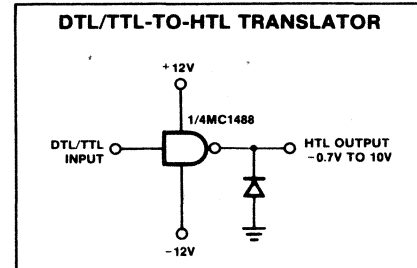 DTL/TTL-TO-HTL TRANSLATOR
+12V
1/4MC1488
DTL/TTL
INPUT
HTL OUTPUT
-0.7V TO 10V
-12V